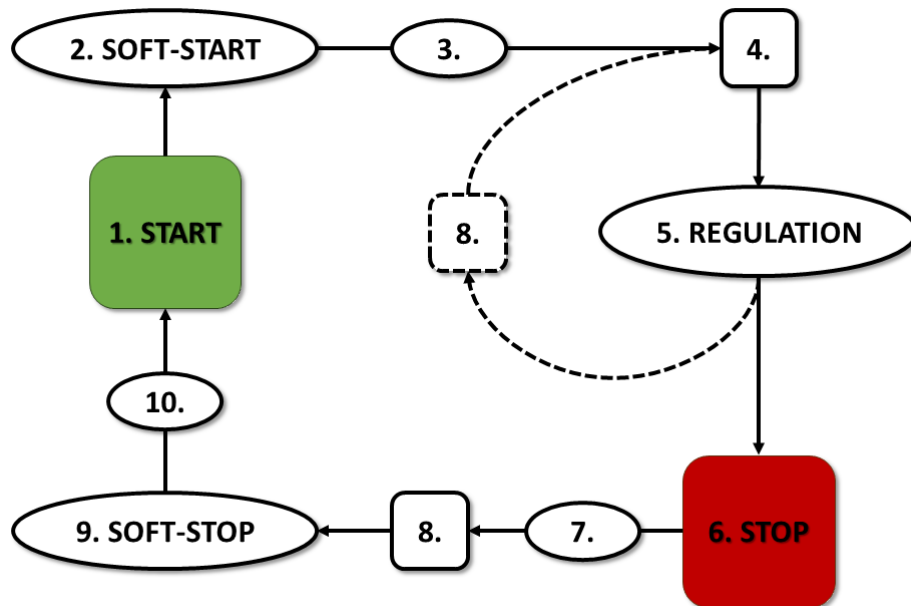 2. SOFT-START
3.
4.
1. START
8.
5. REGULATION
10.
9. SOFT-STOP
8.
7.
6. STOP